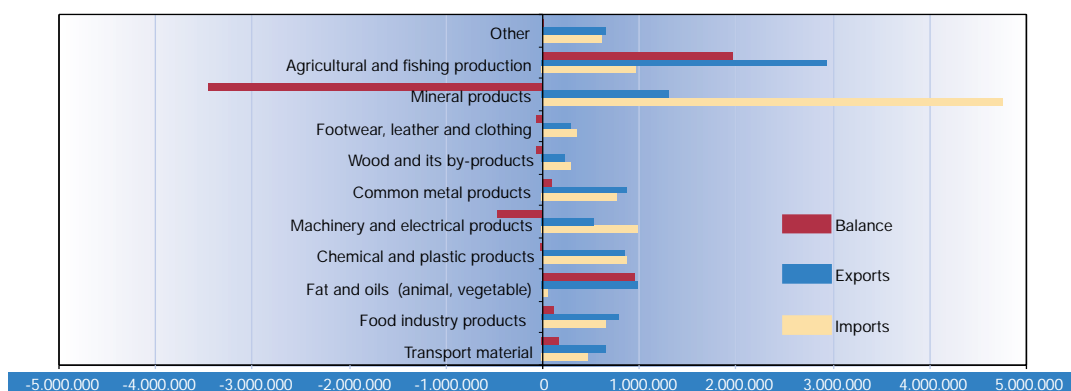 Other
Agricultural and fishing production
Mineral products
Footwear, leather and clothing
Wood and its by-products
Common metal products
Machinery and electrical products
Chemical and plastic products
Fat and oils (animal, vegetable)
Food industry products
Transport material
Balance
Exports
Imports
-5.000.000 -4.000.000 -3.000.000 -2.000.000 -1.000.000 0 1.000.000 2.000.000 3.000.000 4.000.000 5.000.000